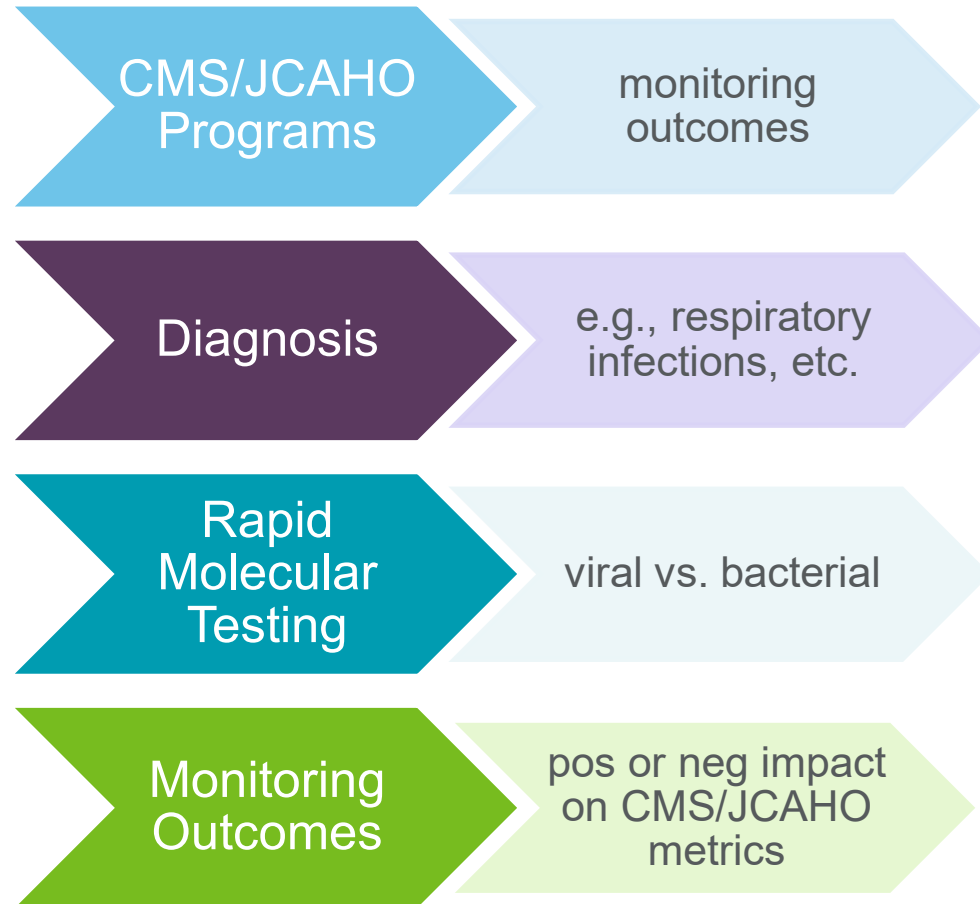 CMS/JCAHO
Programs
monitoring
outcomes
Diagnosis
e.g., respiratory
infections, etc.
Rapid
Molecular
Testing
viral vs. bacterial
Monitoring
Outcomes
pos or neg impact
on CMS/JCAHO
metrics